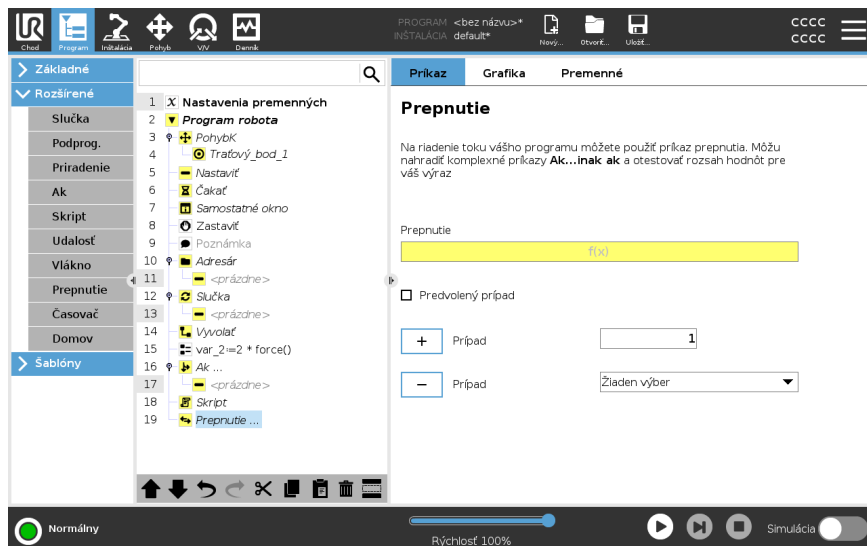 UR
Chod
Program
Inštalácia
Pohyb
V/V
Denník
PROGRAM <bez názvu>*
INŠTALÁCIA default*
Nový...
Otvoriť...
Uložiť...
CCCC
CCCC
Základné
Rozšírené
Slučka
Podprog.
Priradenie
Ak
Skript
Udalosť
Vlákno
Prepnutie
Časovač
Domov
Šablóny
1 X Nastavenia premenných
2 Program robota
3 PohybK
4 Traťový_bod_1
5 Nastaviť
6 Čakať
7 Samostatné okno
8 Zastaviť
9 Poznámka
10 Adresár
11 <prázdne>
12 Slučka
13 <prázdne>
14 Vyvolať
15 var_2:=2 * force()
16 Ak ...
17 <prázdne>
18 Skript
19 Prepnutie ...
Príkaz
Grafika
Premenné
Prepnutie
Na riadenie toku vášho programu môžete použiť príkaz prepnutia. Môžu
nahradiť komplexné príkazy Ak...inak ak a otestovať rozsah hodnôt pre
váš výraz
Prepnutie
f(x)
Predvolený prípad
+ Prípad 1
− Prípad Žiaden výber
Normálny
Rýchlosť 100%
Simulácia